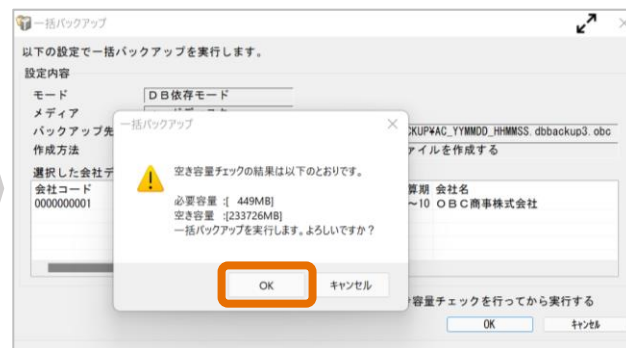 一括バックアップ
以下の設定で一括バックアップを実行します。
設定内容
モード
DB依存モード
メディア
バックアップ先
CKUP¥AC_YYMMDD_HHMMSS.dbbackup3.obc
作成方法
ァイルを作成する
選択した会社デ
会社コード
算期 会社名
0000000001
～10 OBC商事株式会社
一括バックアップ
空き容量チェックの結果は以下のとおりです。
必要容量 :[ 449MB]
空き容量 :[233726MB]
一括バックアップを実行します。よろしいですか？
OK
キャンセル
き容量チェックを行ってから実行する
OK
キャンセル